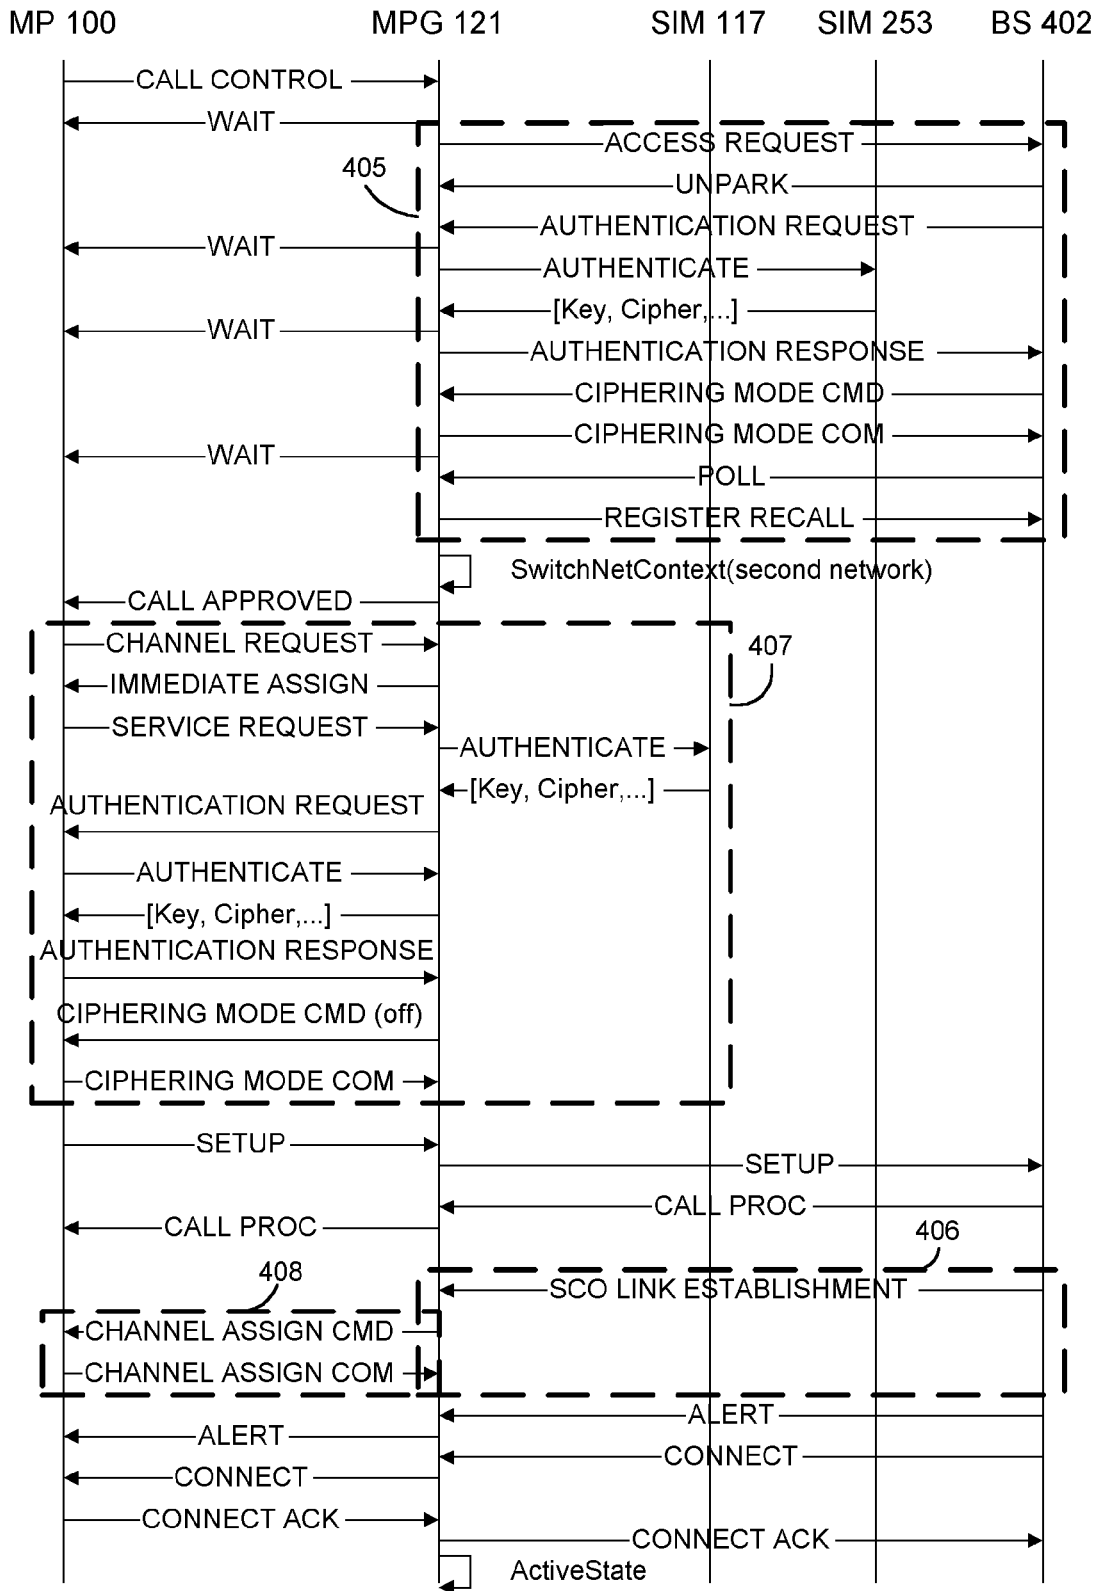 MP 100 MPG 121 SIM 117 SIM 253 BS 402
CALL CONTROL
WAIT
ACCESS REQUEST
405
UNPARK
AUTHENTICATION REQUEST
WAIT
AUTHENTICATE
[Key, Cipher,...]
WAIT
AUTHENTICATION RESPONSE
CIPHERING MODE CMD
CIPHERING MODE COM
WAIT
POLL
REGISTER RECALL
SwitchNetContext(second network)
CALL APPROVED
CHANNEL REQUEST
407
IMMEDIATE ASSIGN
SERVICE REQUEST
AUTHENTICATE
[Key, Cipher,...]
AUTHENTICATION REQUEST
AUTHENTICATE
[Key, Cipher,...]
AUTHENTICATION RESPONSE
CIPHERING MODE CMD (off)
CIPHERING MODE COM
SETUP
SETUP
CALL PROC
CALL PROC
406
408
SCO LINK ESTABLISHMENT
CHANNEL ASSIGN CMD
CHANNEL ASSIGN COM
ALERT
ALERT
CONNECT
CONNECT
CONNECT ACK
CONNECT ACK
ActiveState